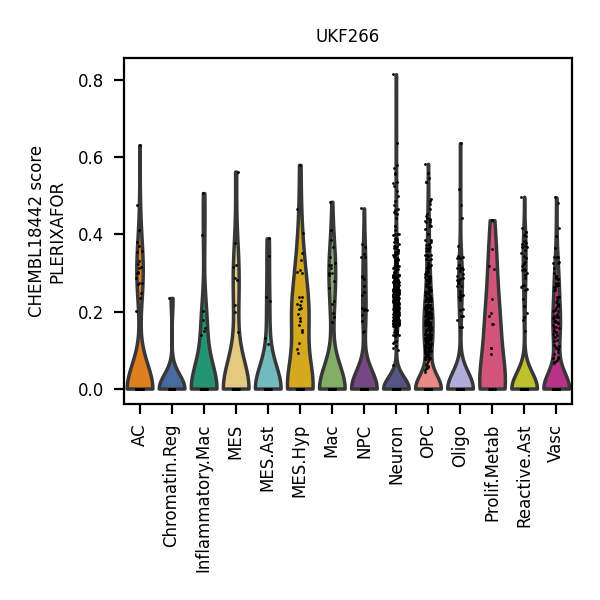 UKF266
CHEMBL18442 score
PLERIXAFOR
0.8
0.6
0.4
0.2
0.0
AC
Chromatin.Reg
Inflammatory.Mac
MES
MES.Ast
MES.Hyp
Mac
NPC
Neuron
OPC
Oligo
Prolif.Metab
Reactive.Ast
Vasc